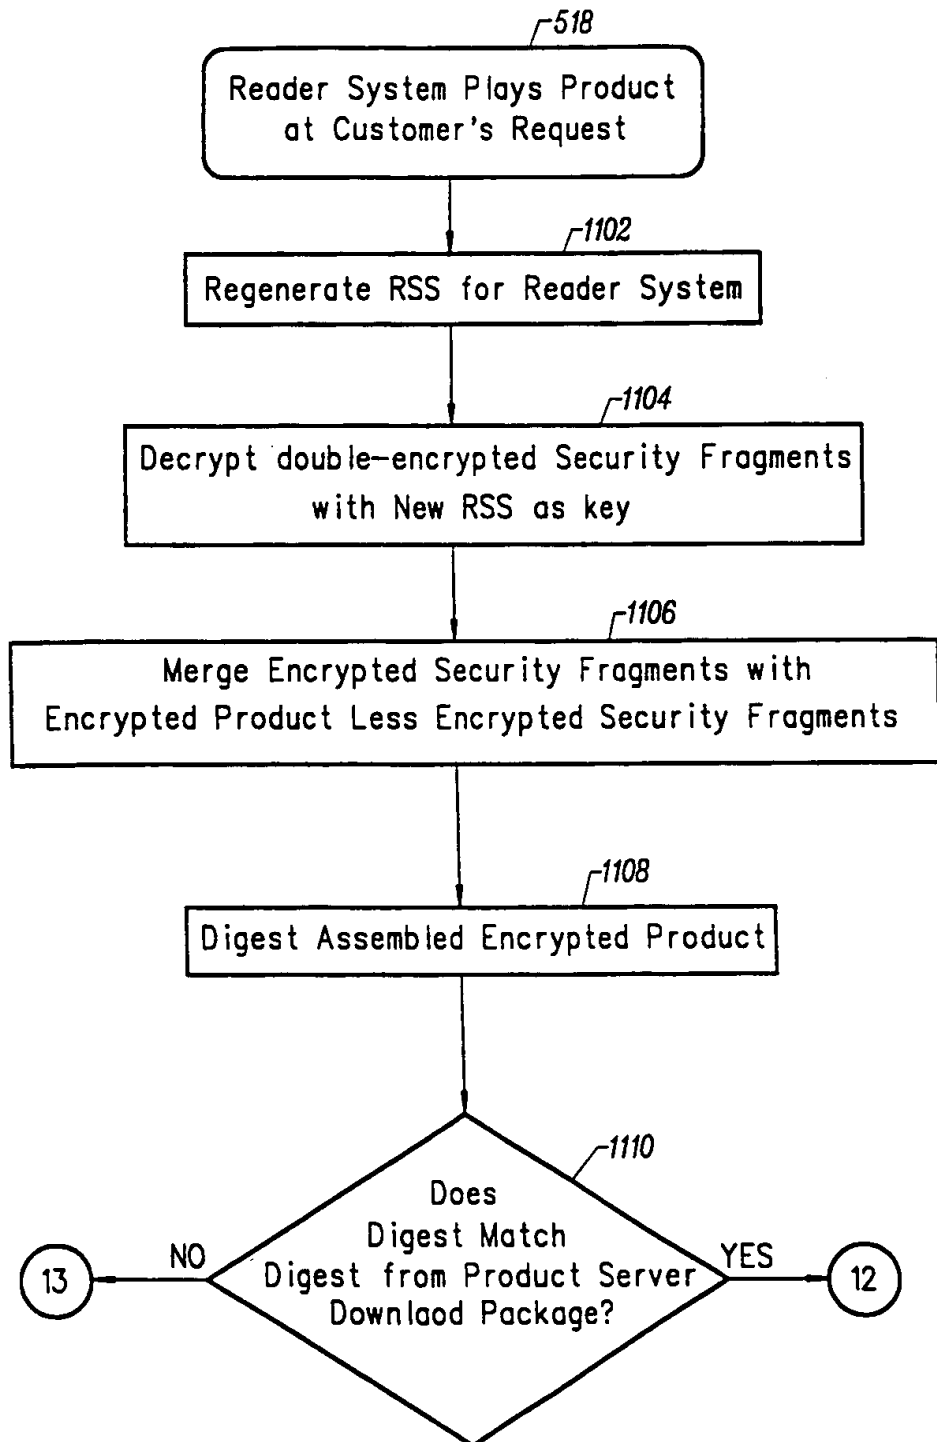 518
Reader System Plays Product
at Customer's Request
1102
Regenerate RSS for Reader System
1104
Decrypt double-encrypted Security Fragments
with New RSS as key
1106
Merge Encrypted Security Fragments with
Encrypted Product Less Encrypted Security Fragments
1108
Digest Assembled Encrypted Product
1110
Does
Digest Match
Digest from Product Server
Downlaod Package?
NO
YES
13
12